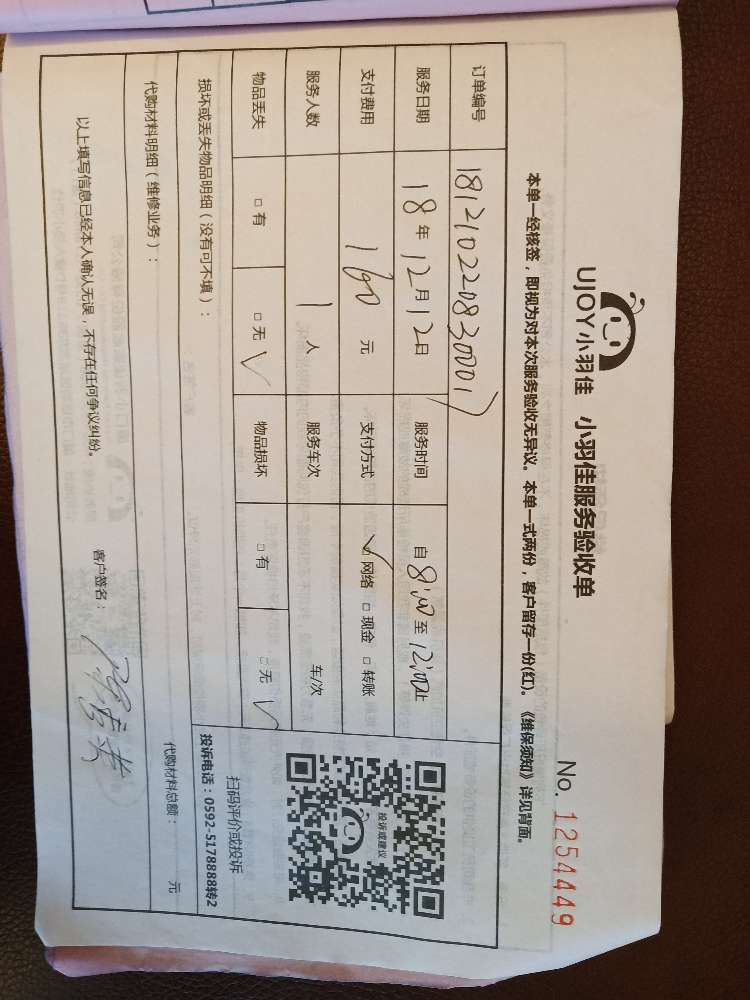 UJOY小羽佳 小羽佳服务验收单
No. 1254449
本单一经核签，即视为对本次服务验收无异议。本单一式两份，客户留存一份(红)。《维保须知》详见背面。
订单编号 181210220830001
服务日期 18年12月12日 服务时间 自8:00至12:00止
支付费用 元 支付方式 ✓网络 □现金 □转账
服务人数 1人 服务车次 车/次
物品丢失 □有 □无✓ 物品损坏 □有 □无✓
损坏或丢失物品明细（没有可不填）：
代购材料明细（维修业务）： 代购材料总额： 元
以上填写信息已经本人确认无误，不存在任何争议纠纷。
客户签名：
投诉或建议
扫码评价或投诉
投诉电话：0592-5178888转2